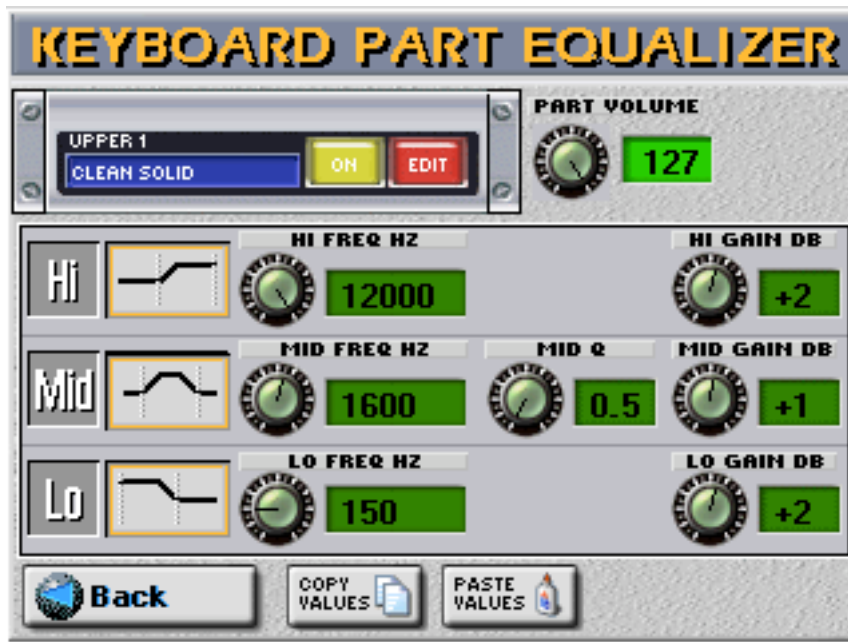 KEYBOARD PART EQUALIZER
PART VOLUME
UPPER 1
CLEAN SOLID
ON
EDIT
127
HI FREQ HZ
HI GAIN DB
Hi
12000
+2
MID FREQ HZ
MID Q
MID GAIN DB
Mid
1600
0.5
+1
LO FREQ HZ
LO GAIN DB
Lo
150
+2
Back
COPY
VALUES
PASTE
VALUES